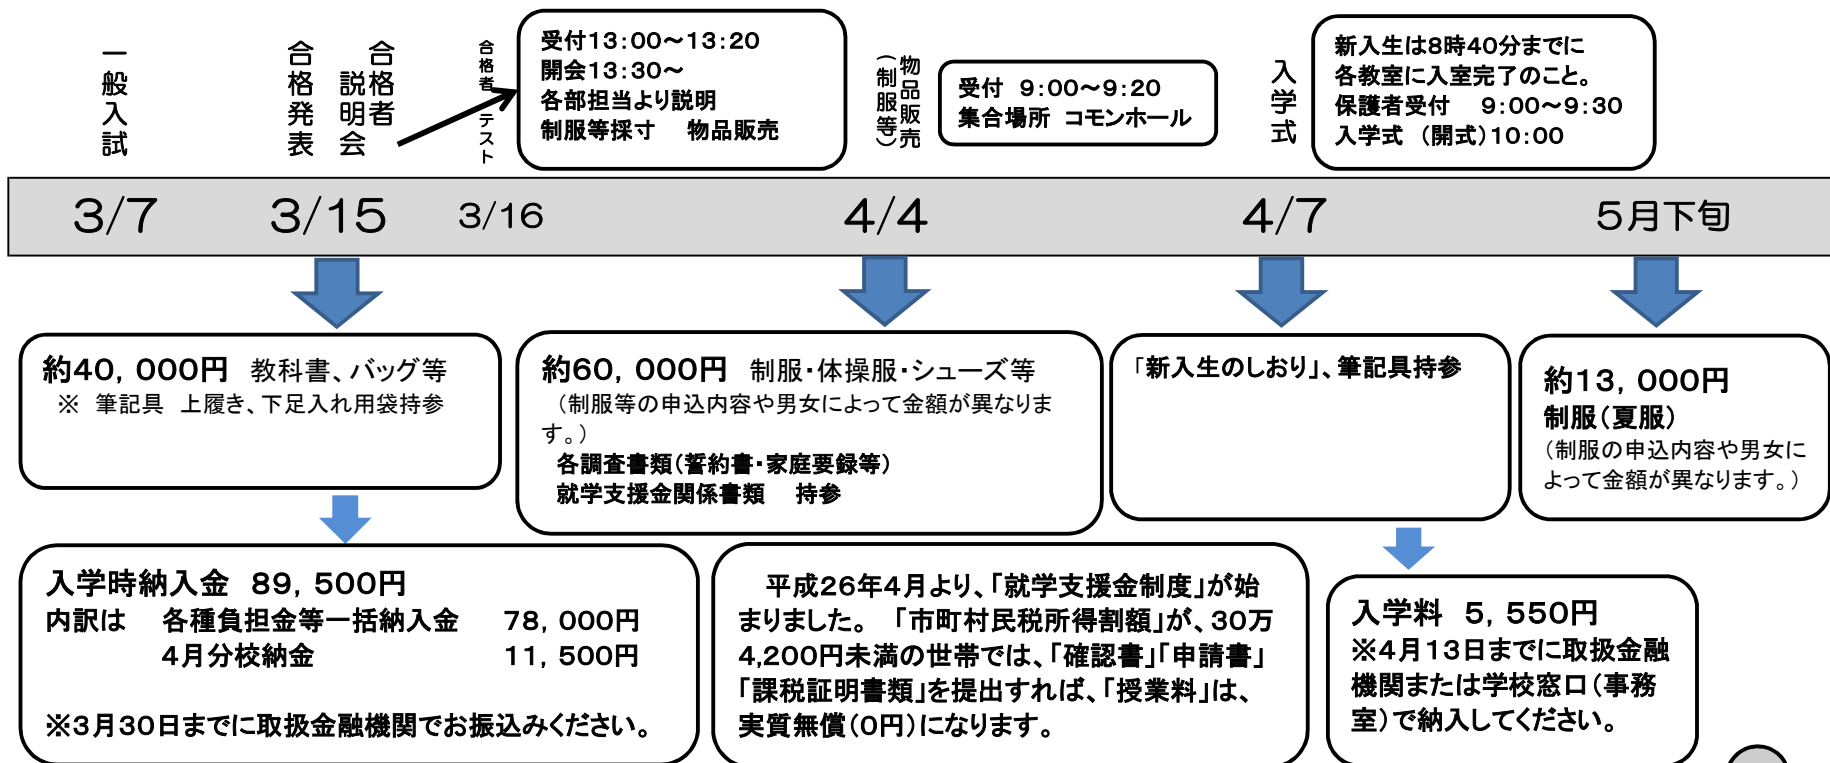 一般入試
合格発表
合格者
説明会
合格者テスト
受付13:00～13:20
開会13:30～
各部担当より説明
制服等採寸　物品販売
物品販売
（制服等）
受付　9:00～9:20
集合場所　コモンホール
入学式
新入生は8時40分までに
各教室に入室完了のこと。
保護者受付　9:00～9:30
入学式　（開式）10:00
3/7
3/15
3/16
4/4
4/7
5月下旬
約40，000円　教科書、バッグ等
※　筆記具　上履き、下足入れ用袋持参
約60，000円　制服・体操服・シューズ等
（制服等の申込内容や男女によって金額が異なりま
す。）
各調査書類（誓約書・家庭要録等）
就学支援金関係書類　持参
「新入生のしおり」、筆記具持参
約13，000円
制服（夏服）
（制服の申込内容や男女に
よって金額が異なります。）
入学時納入金　89，500円
内訳は　各種負担金等一括納入金　78，000円
4月分校納金　11，500円
※3月30日までに取扱金融機関でお振込みください。
平成26年4月より、「就学支援金制度」が始
まりました。　「市町村民税所得割額」が、30万
4,200円未満の世帯では、「確認書」「申請書」
「課税証明書類」を提出すれば、「授業料」は、
実質無償（0円）になります。
入学料　5，550円
※4月13日までに取扱金融
機関または学校窓口（事務
室）で納入してください。